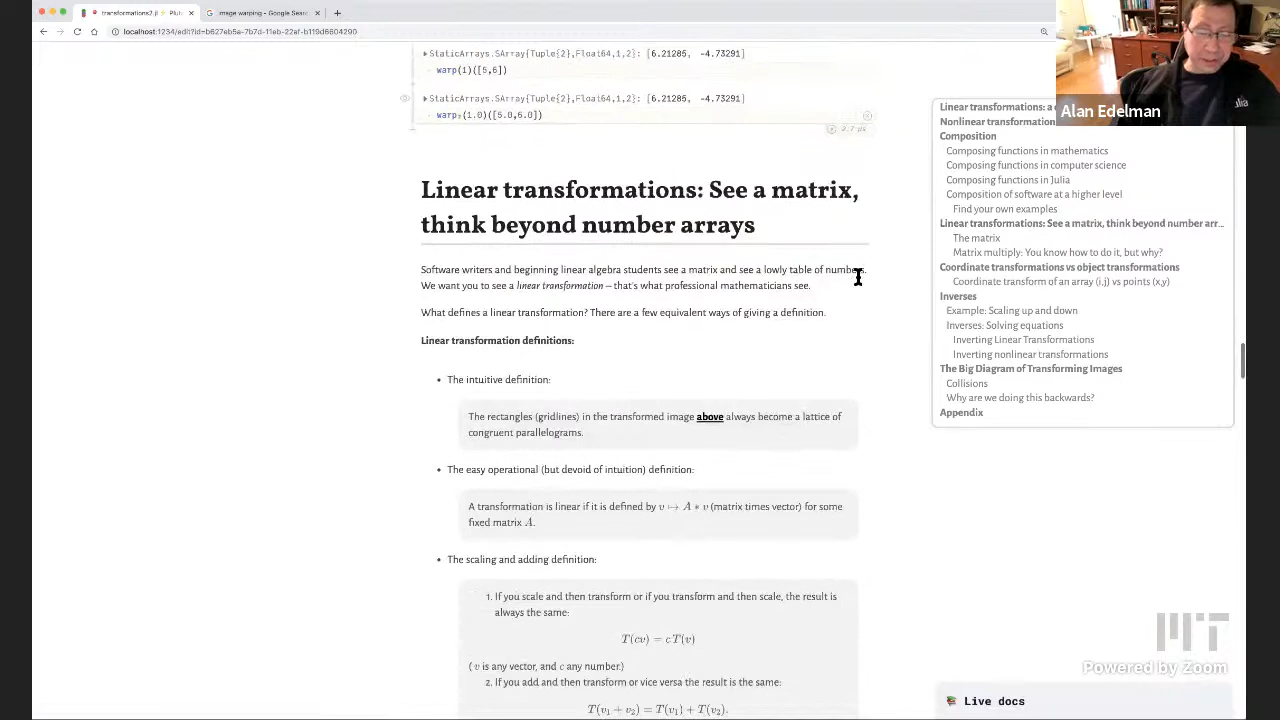 transformations2.jl ⚡ Plut
image warping - Google Sear
localhost:1234/edit?id=b627eb5a-7b7d-11eb-22af-b119d6604290
StaticArrays.SArray{Tuple{2},Float64,1,2}: [6.21285, -4.73291]
warp(1)([5,6])
StaticArrays.SArray{Tuple{2},Float64,1,2}: [6.21285, -4.73291]
warp₂(1.0)([5.0,6.0])
2.7 μs
Alan Edelman
Linear transformations: See a matrix,
think beyond number arrays
Software writers and beginning linear algebra students see a matrix and see a lowly table of numbers.
We want you to see a linear transformation – that's what professional mathematicians see.
What defines a linear transformation? There are a few equivalent ways of giving a definition.
Linear transformation definitions:
• The intuitive definition:
The rectangles (gridlines) in the transformed image above always become a lattice of
congruent parallelograms.
• The easy operational (but devoid of intuition) definition:
A transformation is linear if it is defined by v ↦ A * v (matrix times vector) for some
fixed matrix A.
• The scaling and adding definition:
1. If you scale and then transform or if you transform and then scale, the result is
always the same:
T(cv) = c T(v)
( v is any vector, and c any number.)
2. If you add and then transform or vice versa the result is the same:
T(v₁ + v₂) = T(v₁) + T(v₂).
Linear transformations: a
Nonlinear transformation
Composition
Composing functions in mathematics
Composing functions in computer science
Composing functions in Julia
Composition of software at a higher level
Find your own examples
Linear transformations: See a matrix, think beyond number arr...
The matrix
Matrix multiply: You know how to do it, but why?
Coordinate transformations vs object transformations
Coordinate transform of an array (i,j) vs points (x,y)
Inverses
Example: Scaling up and down
Inverses: Solving equations
Inverting Linear Transformations
Inverting nonlinear transformations
The Big Diagram of Transforming Images
Collisions
Why are we doing this backwards?
Appendix
Powered by Zoom
Live docs